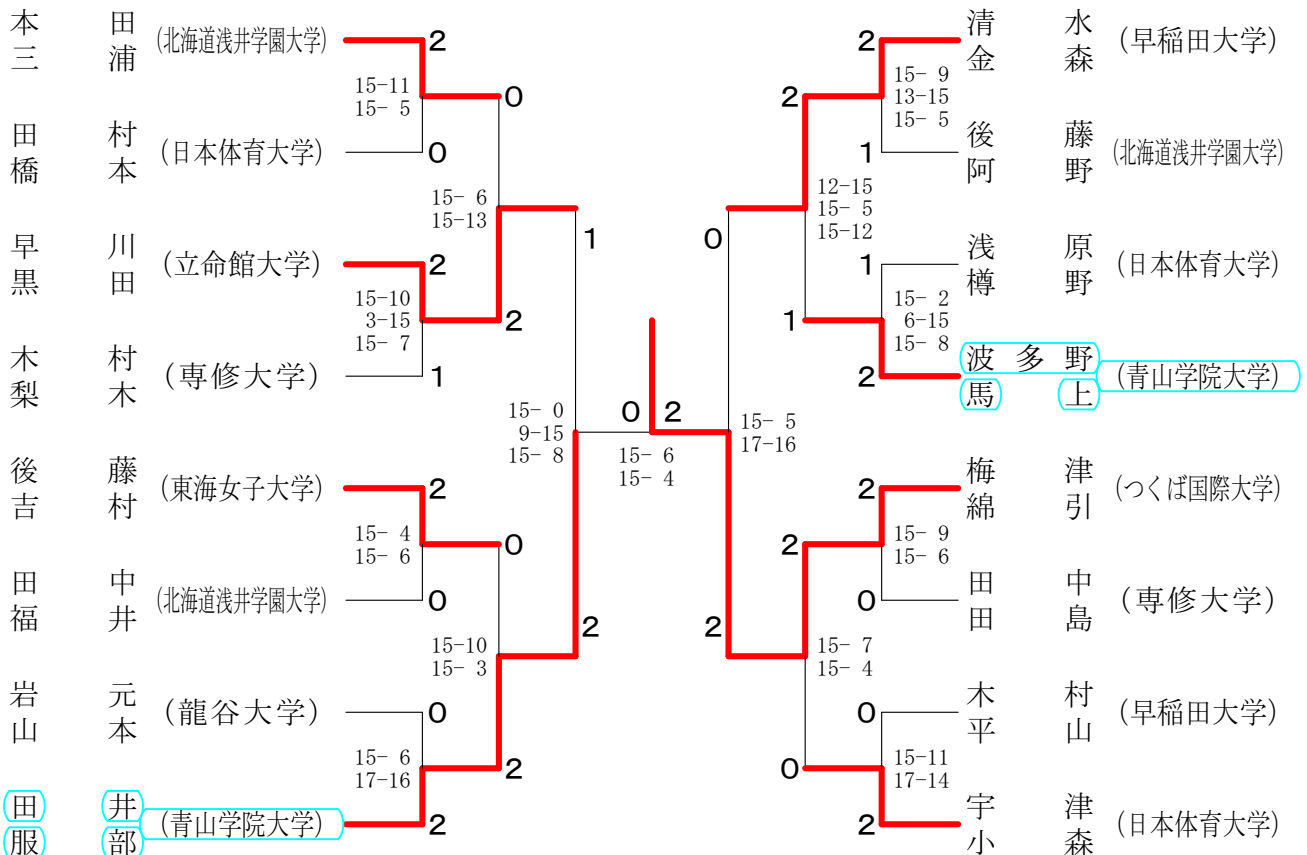 本田 (北海道浅井学園大学) 2
三浦
15-11
15- 5
0
田村 (日本体育大学) 0
橋本
15- 6
15-13
1
早川 (立命館大学) 2
黒田
15-10
3-15
15- 7
2
木村 (専修大学) 1
梨木
15- 0
9-15
15- 8
後藤 (東海女子大学) 2
吉村
15- 4
15- 6
0
田中 (北海道浅井学園大学) 0
福井
15-10
15- 3
2
岩元 (龍谷大学) 0
山本
15- 6
17-16
2
田井 (青山学院大学) 2
服部
0 2
15- 6
15- 4
2 清水 (早稲田大学)
金森
15- 9
13-15
15- 5
2
1 後藤 (北海道浅井学園大学)
阿野
12-15
15- 5
15-12
0
1 浅原 (日本体育大学)
樽野
15- 2
6-15
15- 8
1
2 波多野 (青山学院大学)
馬上
15- 5
17-16
2 梅津 (つくば国際大学)
綿引
15- 9
15- 6
2
0 田中 (専修大学)
田島
15- 7
15- 4
2
0 木村 (早稲田大学)
平山
15-11
17-14
0
2 宇津 (日本体育大学)
小森